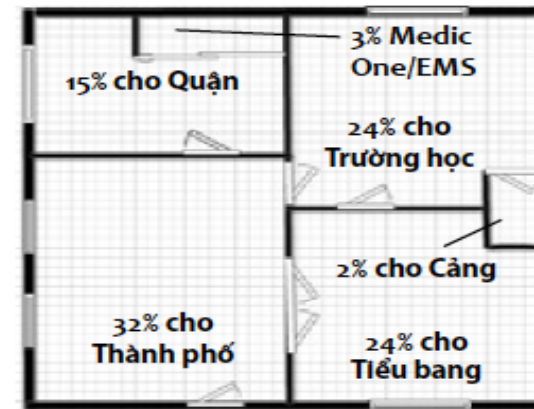 3% Medic
One/EMS
15% cho Quận
24% cho
Trường học
2% cho Cảng
32% cho
Thành phố
24% cho
Tiểu bang